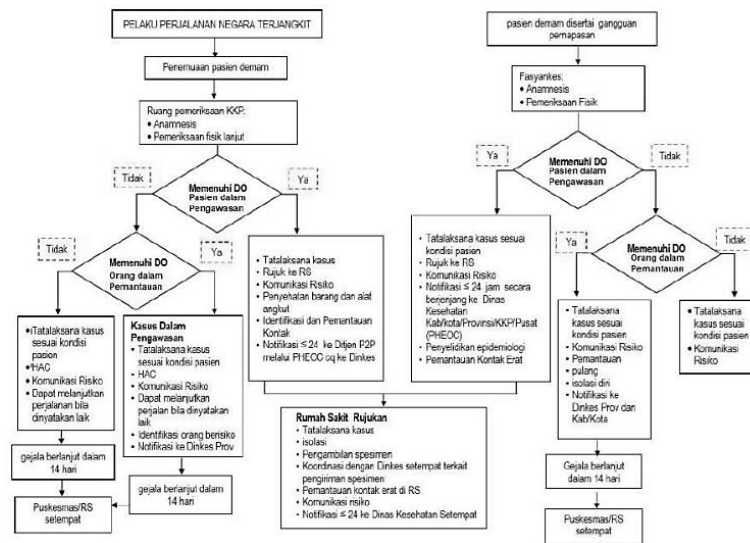 PELAKU PERJALANAN NEGARA TERJANGKIT
Penemuaan pasien demam
Ruang pemeriksaan KKP:
• Anamnesis
• Pemeriksaan fisik lanjut
Tidak
Memenuhi DO
Pasien dalam
Pengawasan
Ya
Tidak
Memenuhi DO
Orang dalam
Pemantauan
Ya
• iTatalaksana kasus
sesuai kondisi
pasien
• HAC
• Komunikasi Risiko
• Dapat melanjutkan
perjalanan bila
dinyatakan laik
gejala berlanjut dalam
14 hari
Puskesmas/RS
setempat
Kasus Dalam
Pengawasan
• Tatalaksana kasus
sesuai kondisi pasien
• HAC
• Komunikasi Risiko
• Dapat melanjutkan
perjalan bila dinyatakan
laik
• Identifikasi orang berisiko
• Notifikasi ke Dinkes Prov
gejala berlanjut dalam
14 hari
• Tatalaksana kasus
• Rujuk ke RS
• Komunikasi Risiko
• Penyehatan barang dan alat
angkut
• Identifikasi dan Pemantauan
Kontak
• Notifikasi ≤ 24 ke Ditjen P2P
melalui PHEOC cq ke Dinkes
pasien demam disertai gangguan
pernapasan
Fasyankes:
• Anamnesis
• Pemeriksaan Fisik
Ya
Memenuhi DO
Pasien dalam
Pengawasan
Tidak
• Tatalaksana kasus sesuai
kondisi pasien
• Rujuk ke RS
• Komunikasi Risiko
• Notifikasi ≤ 24 jam secara
berjenjang ke Dinas
Kesehatan
Kab/kota/Provinsi/KKP/Pusat
(PHEOC)
• Penyelidikan epidemiologi
• Pemantauan Kontak Erat
Rumah Sakit Rujukan
• Tatalaksana kasus
• isolasi
• Pengambilan spesimen
• Koordinasi dengan Dinkes setempat terkait
pengiriman spesimen
• Pemantauan kontak erat di RS
• Komunikasi risiko
• Notifikasi ≤ 24 ke Dinas Kesehatan Setempat
Ya
Memenuhi DO
Orang dalam
Pemantauan
Tidak
• Tatalaksana
kasus sesuai
kondisi pasien
• Komunikasi Risiko
• Pemantauan
• pulang
• isolasi diri
• Notifikasi ke
Dinkes Prov dan
Kab/Kota
Gejala berlanjut
dalam 14 hari
Puskesmas/RS
setempat
• Tatalaksana
kasus sesuai
kondisi pasien
• Komunikasi
Risiko